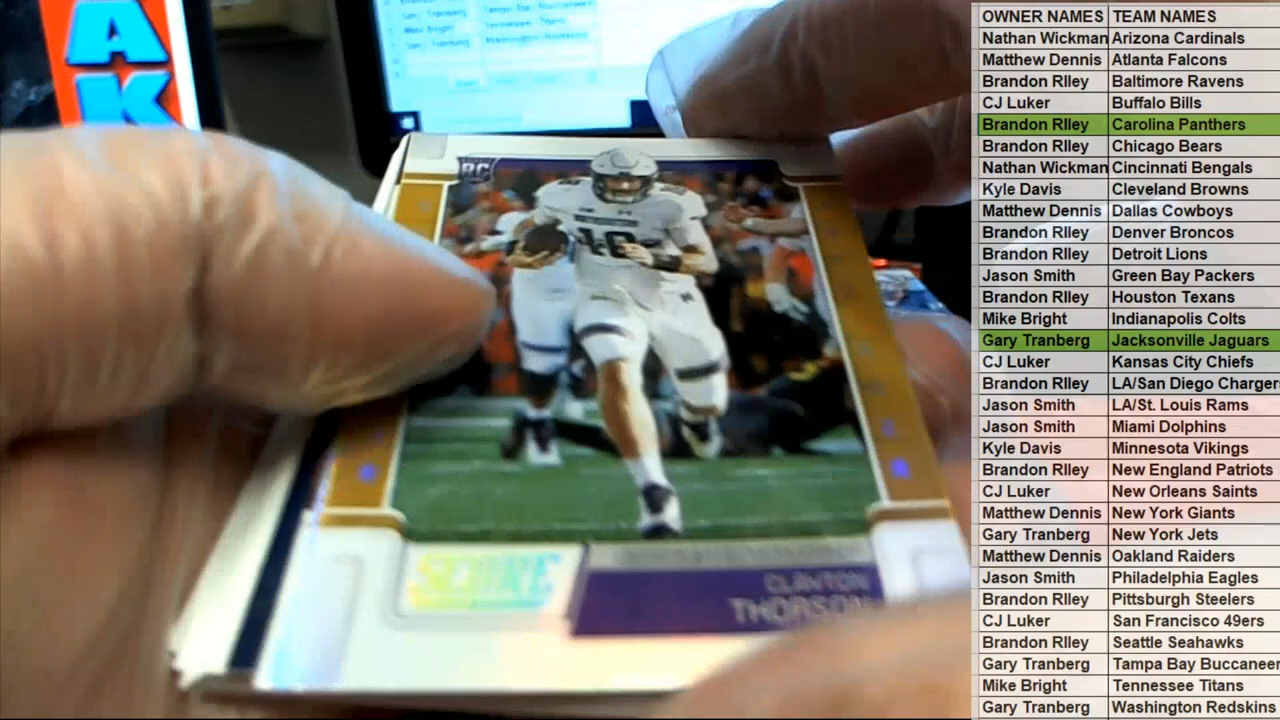 AK
RC
18
SCORE
CLAYTON
THORSON
OWNER NAMES TEAM NAMES
Nathan Wickman Arizona Cardinals
Matthew Dennis Atlanta Falcons
Brandon RIley Baltimore Ravens
CJ Luker Buffalo Bills
Brandon RIley Carolina Panthers
Brandon RIley Chicago Bears
Nathan Wickman Cincinnati Bengals
Kyle Davis Cleveland Browns
Matthew Dennis Dallas Cowboys
Brandon RIley Denver Broncos
Brandon RIley Detroit Lions
Jason Smith Green Bay Packers
Brandon RIley Houston Texans
Mike Bright Indianapolis Colts
Gary Tranberg Jacksonville Jaguars
CJ Luker Kansas City Chiefs
Brandon RIley LA/San Diego Charger
Jason Smith LA/St. Louis Rams
Jason Smith Miami Dolphins
Kyle Davis Minnesota Vikings
Brandon RIley New England Patriots
CJ Luker New Orleans Saints
Matthew Dennis New York Giants
Gary Tranberg New York Jets
Matthew Dennis Oakland Raiders
Jason Smith Philadelphia Eagles
Brandon RIley Pittsburgh Steelers
CJ Luker San Francisco 49ers
Brandon RIley Seattle Seahawks
Gary Tranberg Tampa Bay Buccaneer
Mike Bright Tennessee Titans
Gary Tranberg Washington Redskins